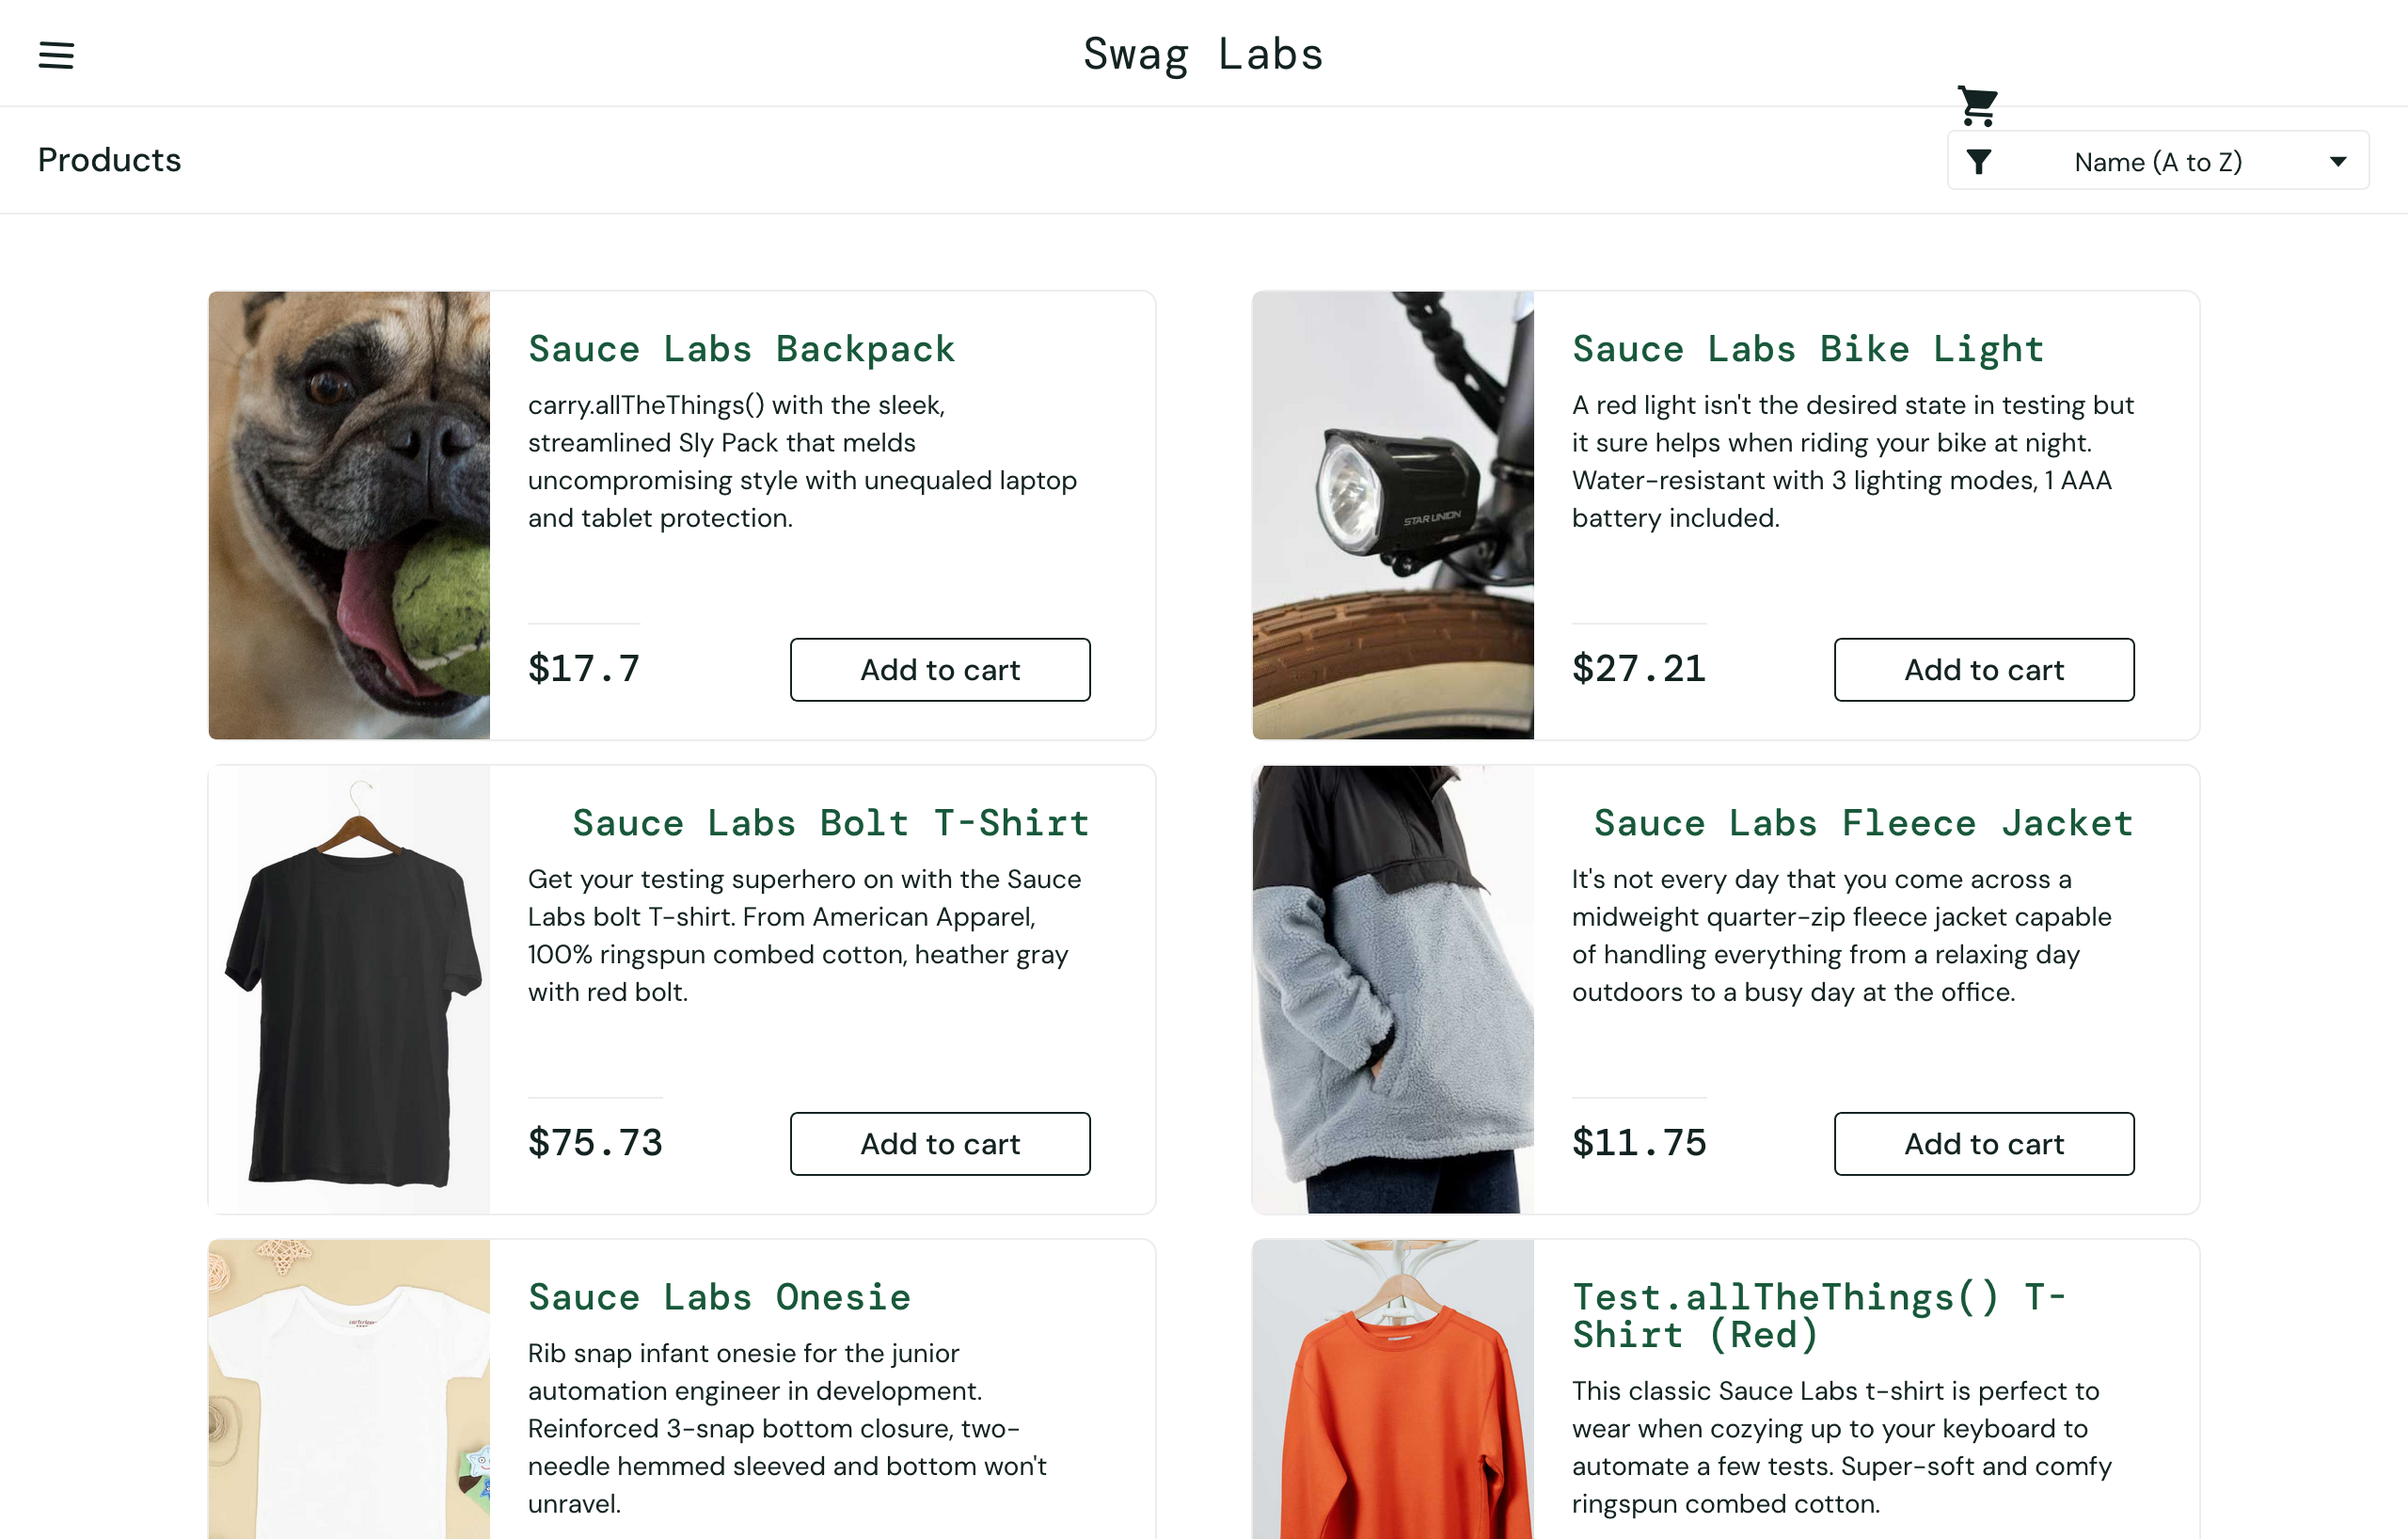 Swag Labs
Products
Name (A to Z)
Sauce Labs Backpack
carry.allTheThings() with the sleek,
streamlined Sly Pack that melds
uncompromising style with unequaled laptop
and tablet protection.
$17.7
Add to cart
Sauce Labs Bike Light
A red light isn't the desired state in testing but
it sure helps when riding your bike at night.
Water-resistant with 3 lighting modes, 1 AAA
battery included.
STAR UNION
$27.21
Add to cart
Sauce Labs Bolt T-Shirt
Get your testing superhero on with the Sauce
Labs bolt T-shirt. From American Apparel,
100% ringspun combed cotton, heather gray
with red bolt.
$75.73
Add to cart
Sauce Labs Fleece Jacket
It's not every day that you come across a
midweight quarter-zip fleece jacket capable
of handling everything from a relaxing day
outdoors to a busy day at the office.
$11.75
Add to cart
Sauce Labs Onesie
Rib snap infant onesie for the junior
automation engineer in development.
Reinforced 3-snap bottom closure, two-
needle hemmed sleeved and bottom won't
unravel.
Test.allTheThings() T-
Shirt (Red)
This classic Sauce Labs t-shirt is perfect to
wear when cozying up to your keyboard to
automate a few tests. Super-soft and comfy
ringspun combed cotton.